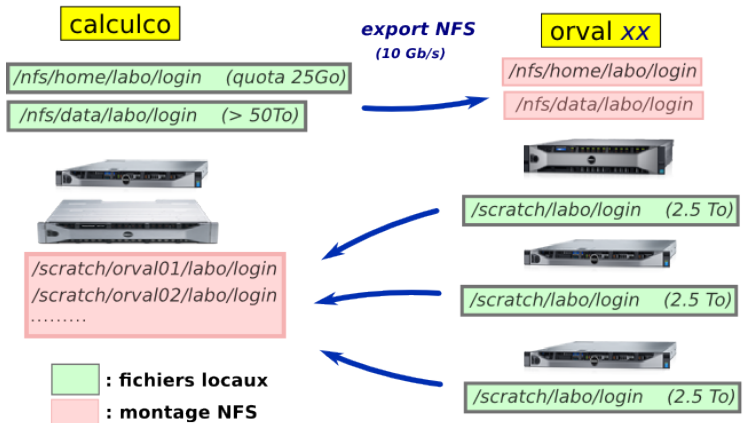 calculco
export NFS
(10 Gb/s)
orval xx
/nfs/home/labo/login (quota 25Go)
/nfs/data/labo/login (> 50To)
/nfs/home/labo/login
/nfs/data/labo/login
/scratch/labo/login (2.5 To)
/scratch/orval01/labo/login
/scratch/orval02/labo/login
.........
/scratch/labo/login (2.5 To)
/scratch/labo/login (2.5 To)
: fichiers locaux
: montage NFS